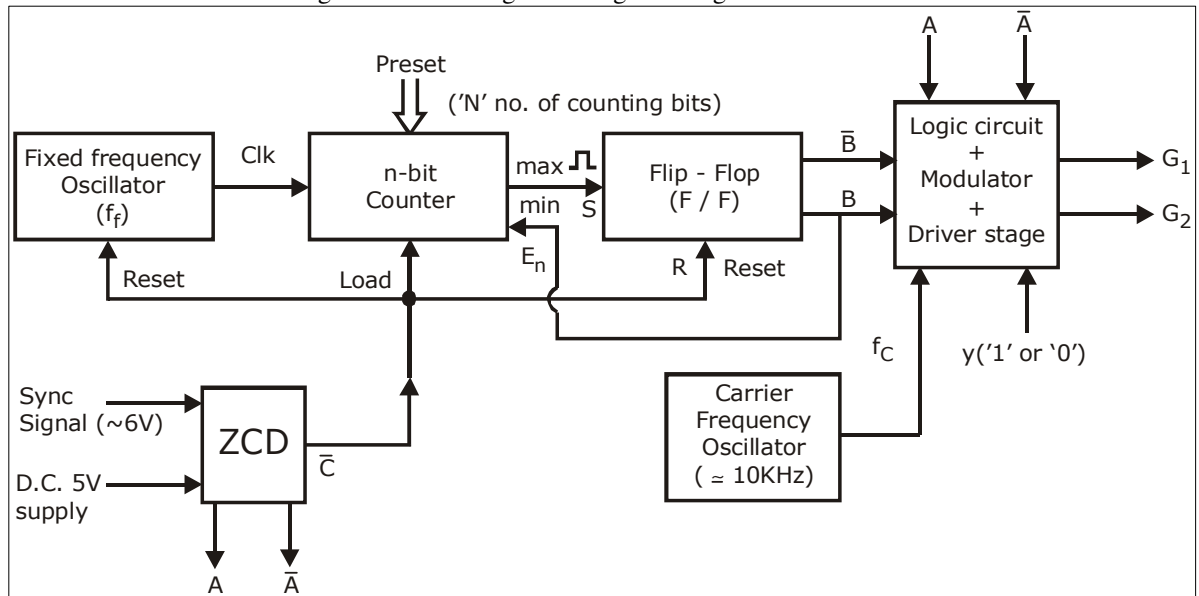 Preset
('N' no. of counting bits)
A
Ā
Fixed frequency
Oscillator
(f_f)
Clk
n-bit
Counter
max
min
S
E_n
Flip - Flop
(F / F)
B̄
B
Logic circuit
+
Modulator
+
Driver stage
G₁
G₂
Reset
Load
R
Reset
f_C
y('1' or ‘0’)
Sync
Signal (~6V)
D.C. 5V
supply
ZCD
C̄
A
Ā
Carrier
Frequency
Oscillator
( ≃ 10KHz)